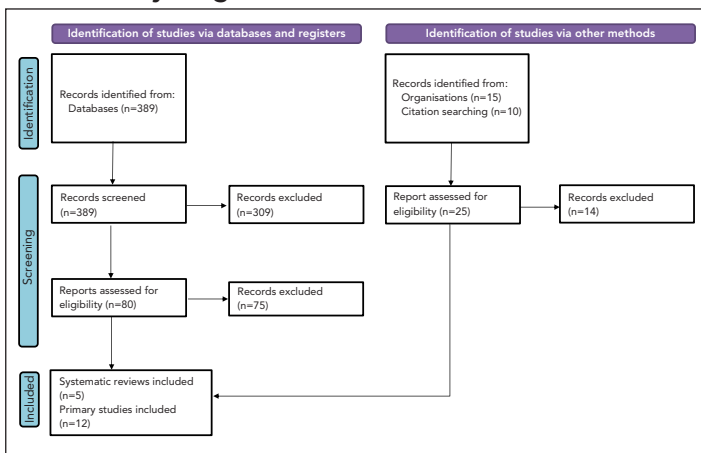 Identification of studies via databases and registers
Identification of studies via other methods
Identification
Records identified from:
Databases (n=389)
Records identified from:
Organisations (n=15)
Citation searching (n=10)
Screening
Records screened
(n=389)
Records excluded
(n=309)
Report assessed for
eligibility (n=25)
Records excluded
(n=14)
Reports assessed for
eligibility (n=80)
Records excluded
(n=75)
Included
Systematic reviews included
(n=5)
Primary studies included
(n=12)